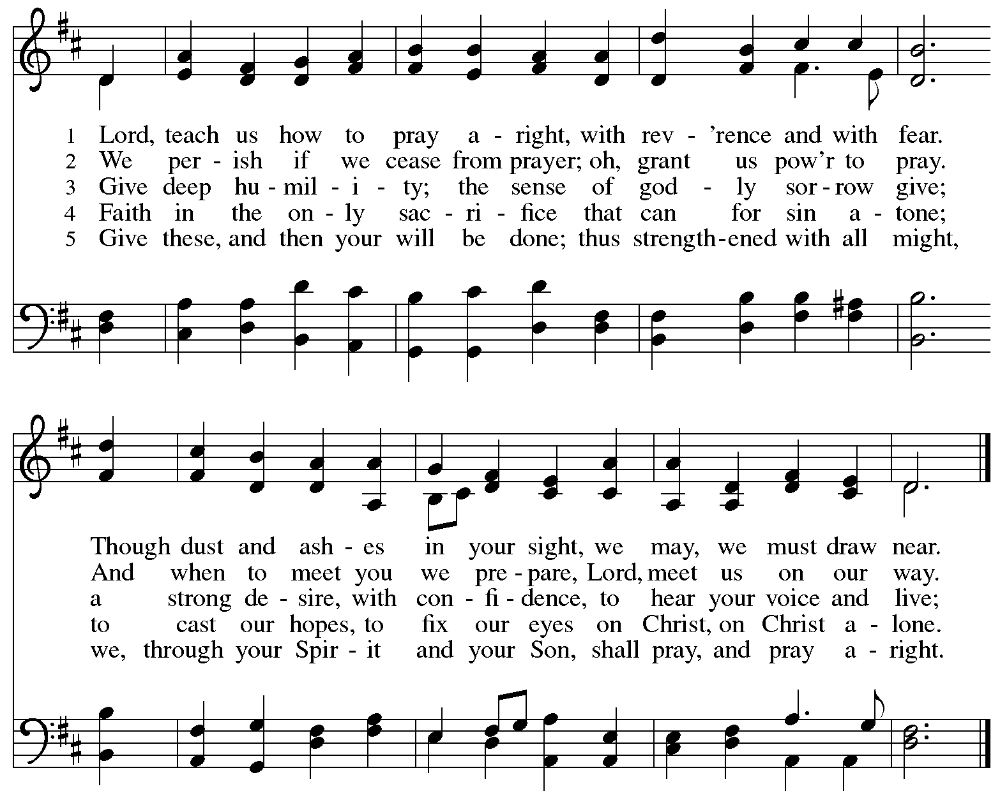 1 Lord, teach us how to pray a - right, with rev - 'rence and with fear.
2 We per - ish if we cease from prayer; oh, grant us pow'r to pray.
3 Give deep hu - mil - i - ty; the sense of god - ly sor - row give;
4 Faith in the on - ly sac - ri - fice that can for sin a - tone;
5 Give these, and then your will be done; thus strength - ened with all might,
Though dust and ash - es in your sight, we may, we must draw near.
And when to meet you we pre - pare, Lord, meet us on our way.
a strong de - sire, with con - fi - dence, to hear your voice and live;
to cast our hopes, to fix our eyes on Christ, on Christ a - lone.
we, through your Spir - it and your Son, shall pray, and pray a - right.